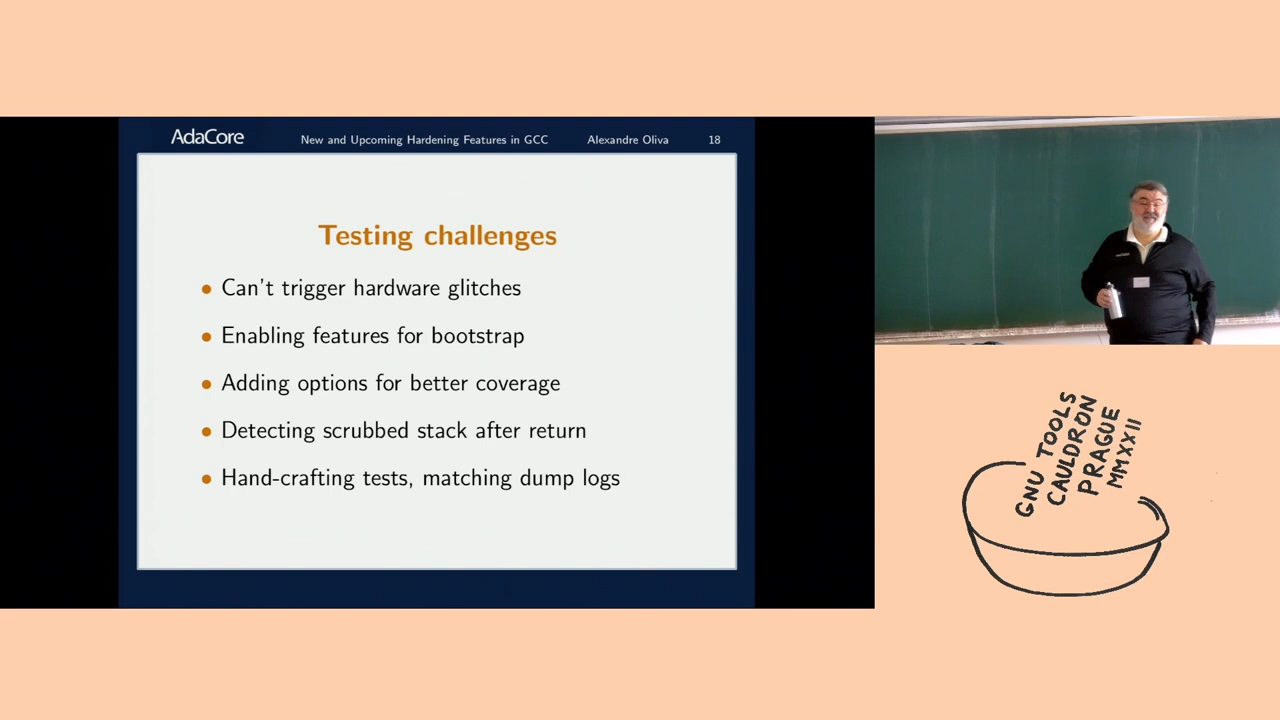 AdaCore
New and Upcoming Hardening Features in GCC
Alexandre Oliva
18
Testing challenges
• Can't trigger hardware glitches
• Enabling features for bootstrap
• Adding options for better coverage
• Detecting scrubbed stack after return
• Hand-crafting tests, matching dump logs
GNU TOOLS
CAULDRON
PRAGUE
MMXXII